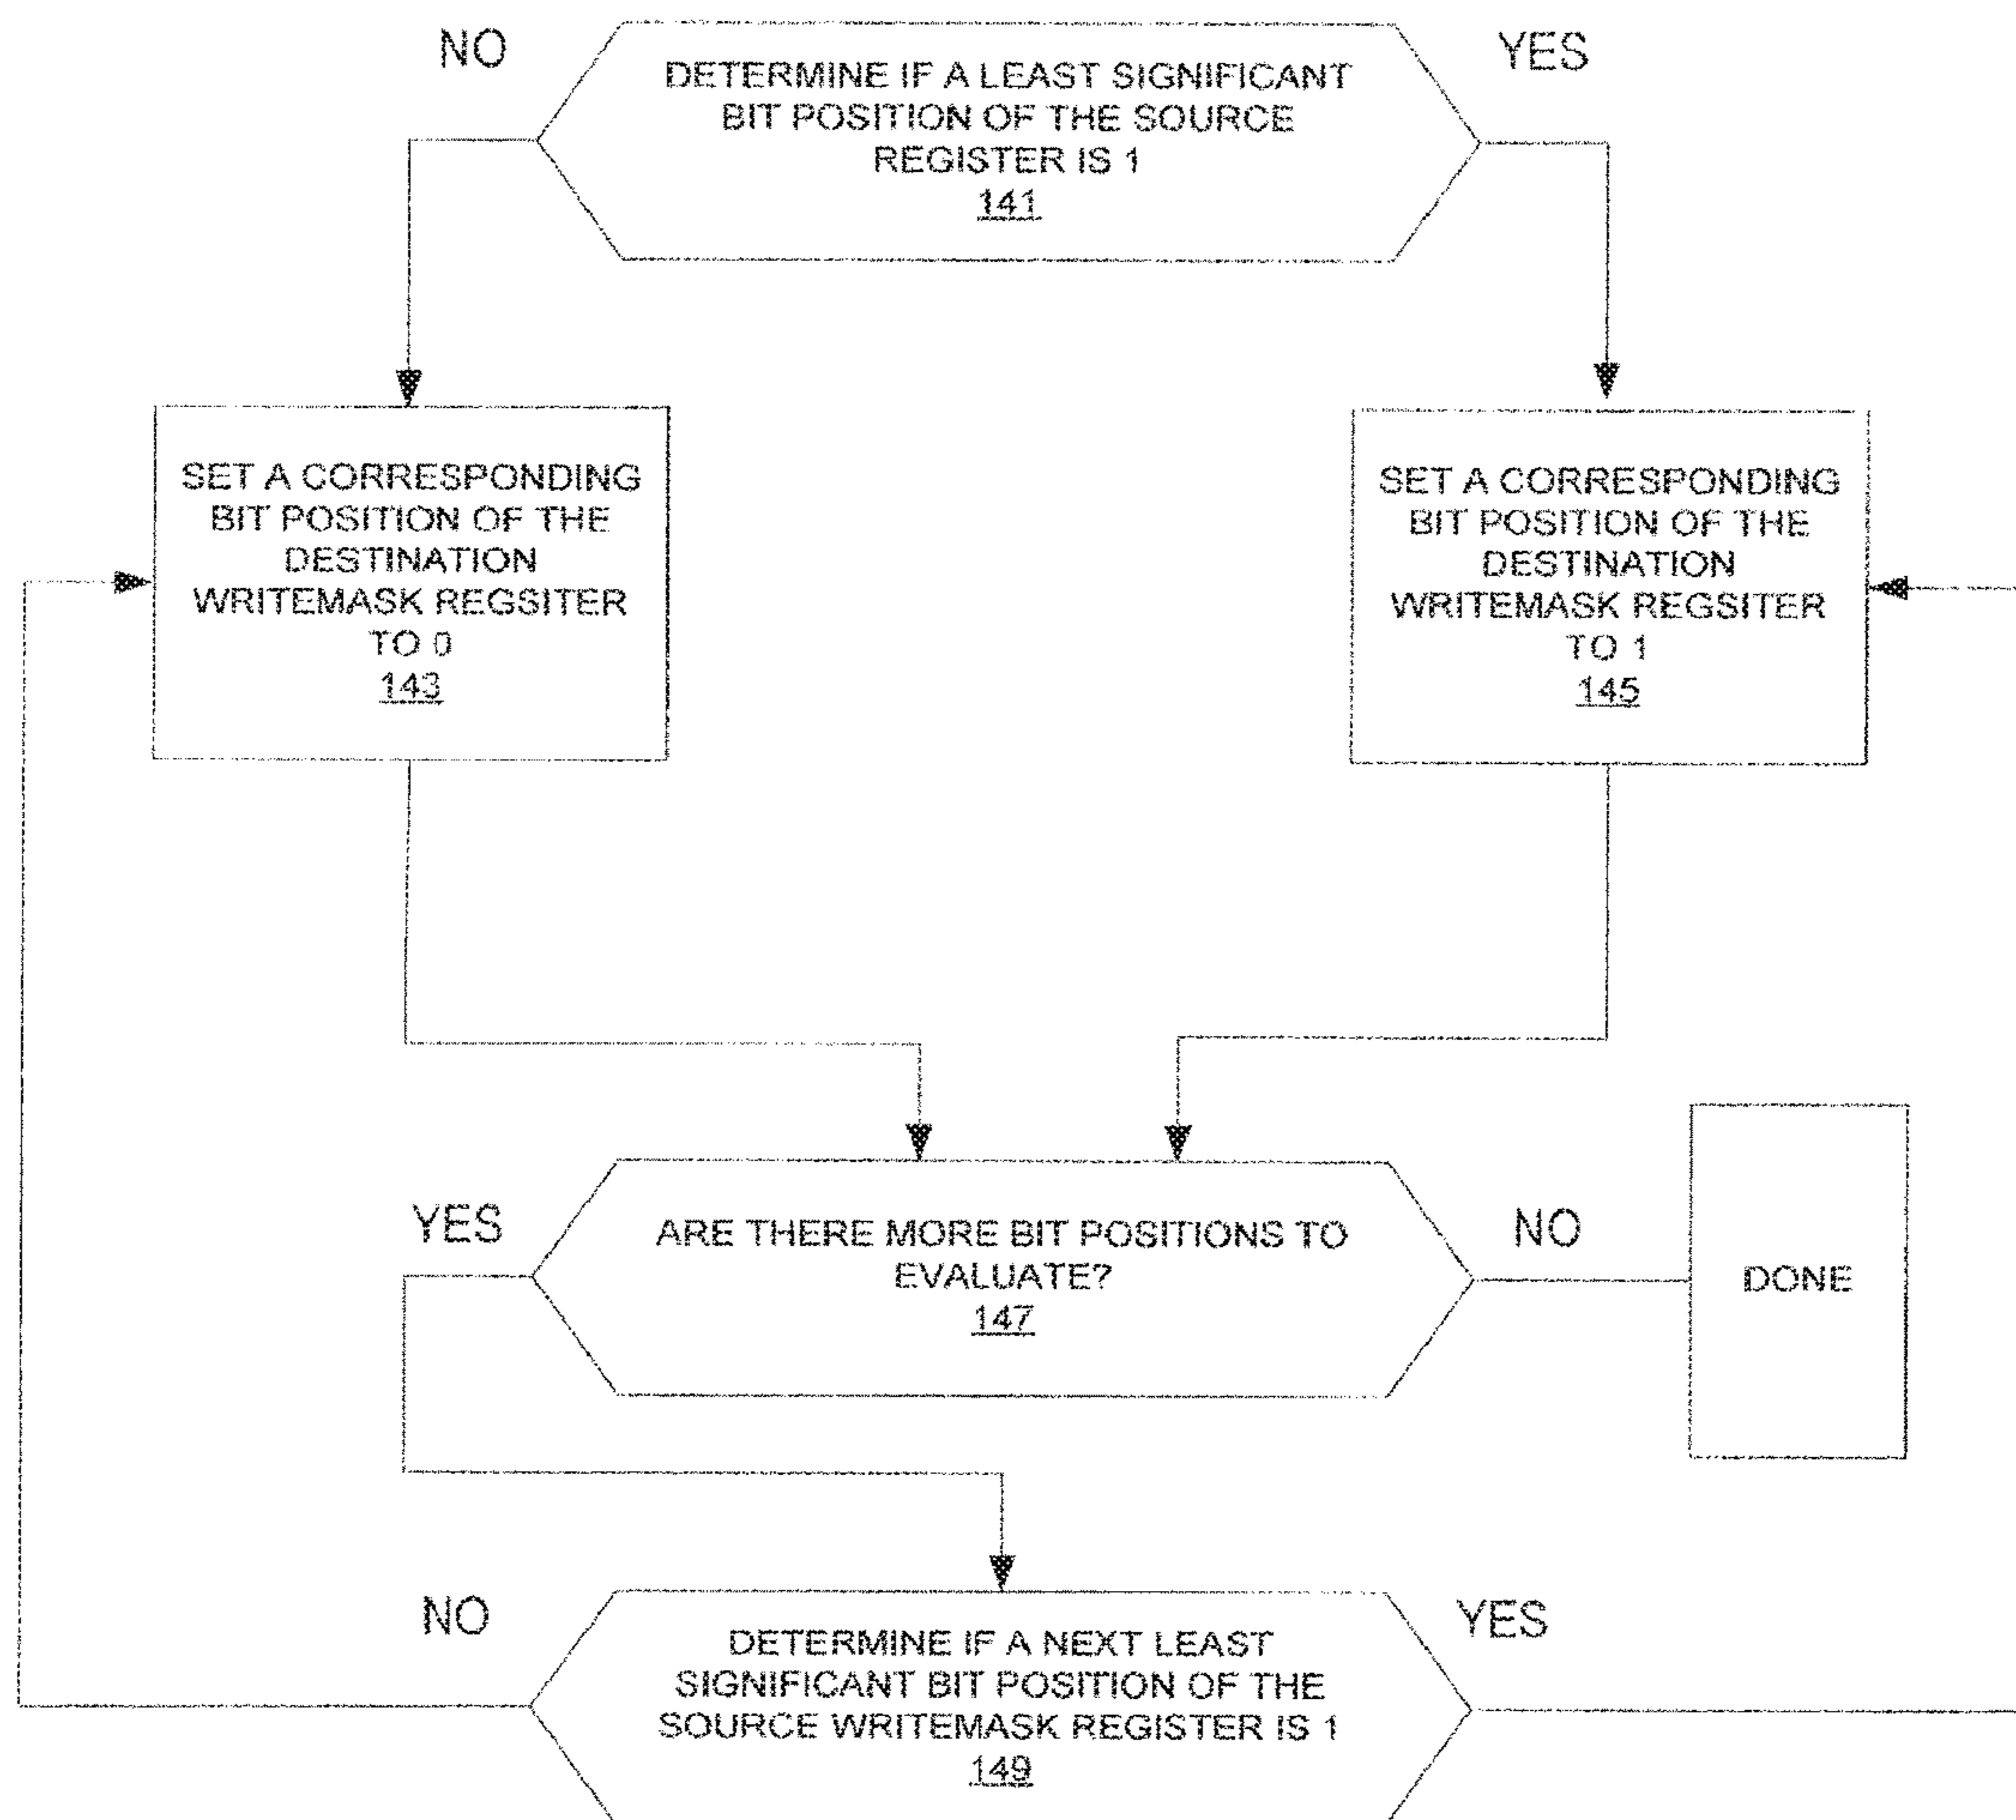 NO
DETERMINE IF A LEAST SIGNIFICANT
BIT POSITION OF THE SOURCE
REGISTER IS 1
141
YES
SET A CORRESPONDING
BIT POSITION OF THE
DESTINATION
WRITEMASK REGSITER
TO 0
143
SET A CORRESPONDING
BIT POSITION OF THE
DESTINATION
WRITEMASK REGSITER
TO 1
145
YES
ARE THERE MORE BIT POSITIONS TO
EVALUATE?
147
NO
DONE
NO
DETERMINE IF A NEXT LEAST
SIGNIFICANT BIT POSITION OF THE
SOURCE WRITEMASK REGISTER IS 1
149
YES